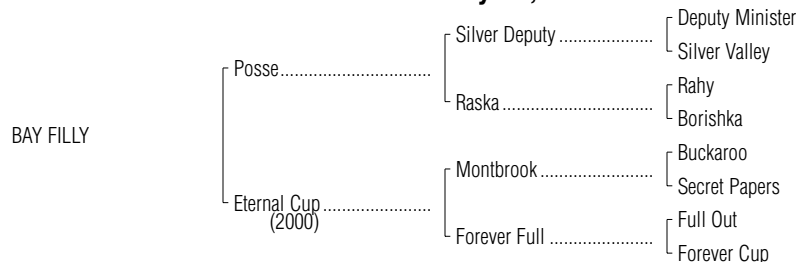 Deputy Minister
Silver Deputy ....................
Silver Valley
Posse................................
Rahy
Raska ................................
Borishka
BAY FILLY
Buckaroo
Montbrook ........................
Secret Papers
Eternal Cup .......................
(2000)
Full Out
Forever Full ......................
Forever Cup